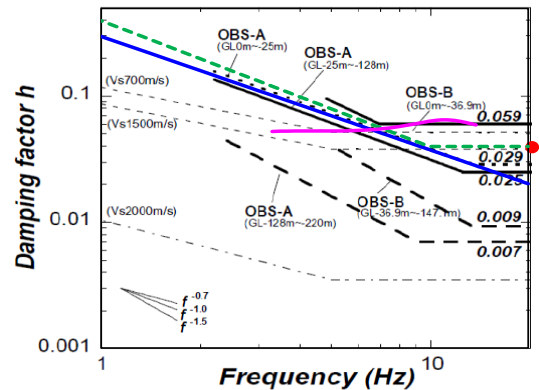 OBS-A
(GL0m~-25m)
OBS-A
(GL-25m~-128m)
OBS-B
(GL0m~-36.9m)
(Vs700m/s)
0.1
(Vs1500m/s)
0.059
0.029
0.025
OBS-A
(GL-128m~220m)
OBS-B
(GL-36.9m~-147.1m)
(Vs2000m/s)
0.01
0.009
0.007
f -0.7
f -1.0
f -1.5
0.001
1
10
Damping factor h
Frequency (Hz)